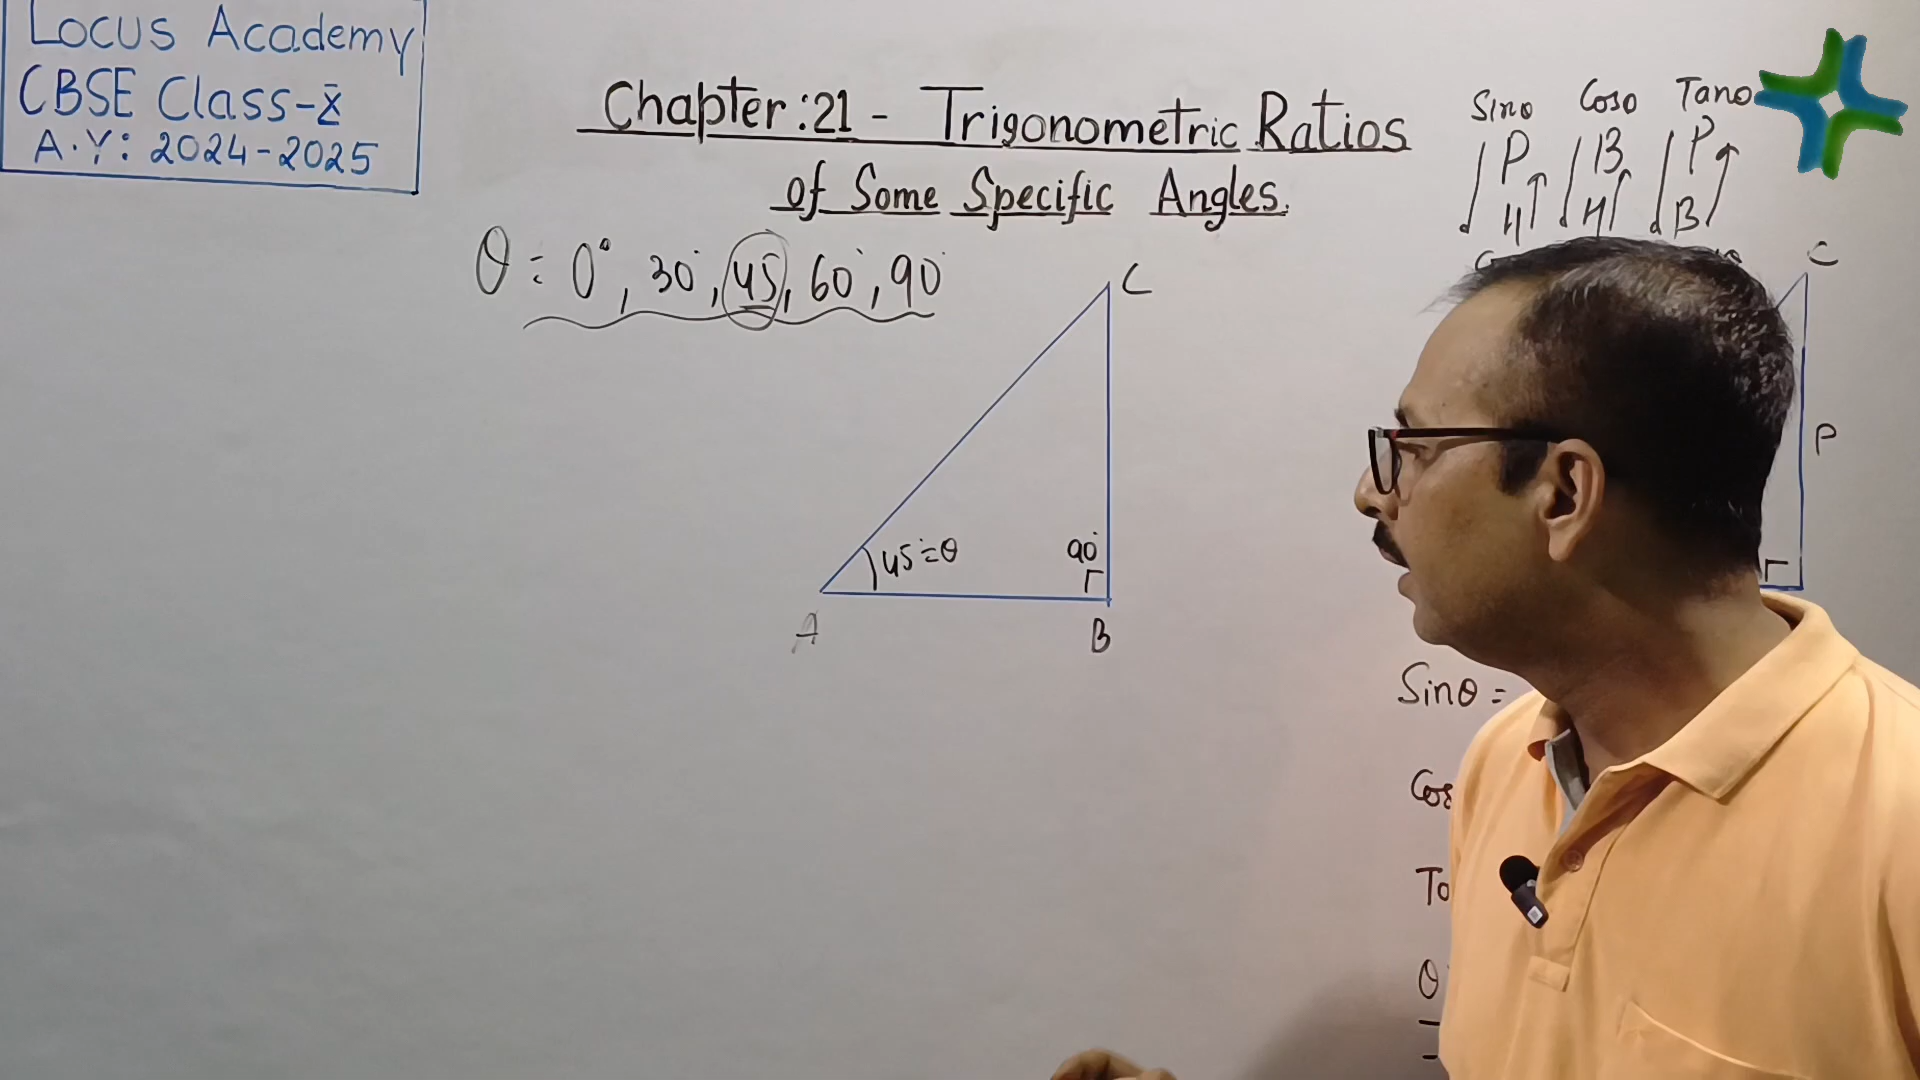 Locus Academy
CBSE Class-X
A.Y: 2024-2025
Chapter:21 - Trigonometric Ratios
of Some Specific Angles.
θ = 0°, 30°, 45°, 60°, 90°
Sinθ Cosθ Tanθ
P B P
H H B
C
C
P
45°=θ
90°
A
B
Sinθ =
Cos
θ